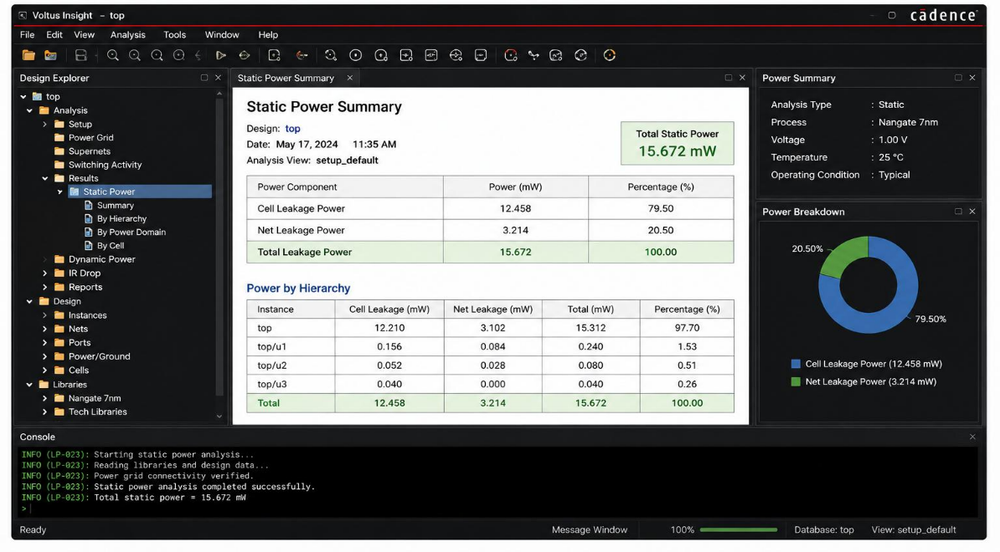 Voltus Insight – top
cādence
File Edit View Analysis Tools Window Help
Design Explorer
top
Analysis
Setup
Power Grid
Supernets
Switching Activity
Results
Static Power
Summary
By Hierarchy
By Power Domain
By Cell
Dynamic Power
IR Drop
Reports
Design
Instances
Nets
Ports
Power/Ground
Cells
Libraries
Nangate 7nm
Tech Libraries
Static Power Summary
Static Power Summary
Design: top
Date: May 17, 2024 11:35 AM
Analysis View: setup_default
Total Static Power
15.672 mW
Power Component Power (mW) Percentage (%)
Cell Leakage Power 12.458 79.50
Net Leakage Power 3.214 20.50
Total Leakage Power 15.672 100.00
Power by Hierarchy
Instance Cell Leakage (mW) Net Leakage (mW) Total (mW) Percentage (%)
top 12.210 3.102 15.312 97.70
top/u1 0.156 0.084 0.240 1.53
top/u2 0.052 0.028 0.080 0.51
top/u3 0.040 0.000 0.040 0.26
Total 12.458 3.214 15.672 100.00
Power Summary
Analysis Type : Static
Process : Nangate 7nm
Voltage : 1.00 V
Temperature : 25 °C
Operating Condition : Typical
Power Breakdown
20.50%
79.50%
Cell Leakage Power (12.458 mW)
Net Leakage Power (3.214 mW)
Console
INFO (LP-023): Starting static power analysis...
INFO (LP-023): Reading libraries and design data...
INFO (LP-023): Power grid connectivity verified.
INFO (LP-023): Static power analysis completed successfully.
INFO (LP-023): Total static power = 15.672 mW
>
Ready Message Window 100% Database: top View: setup_default